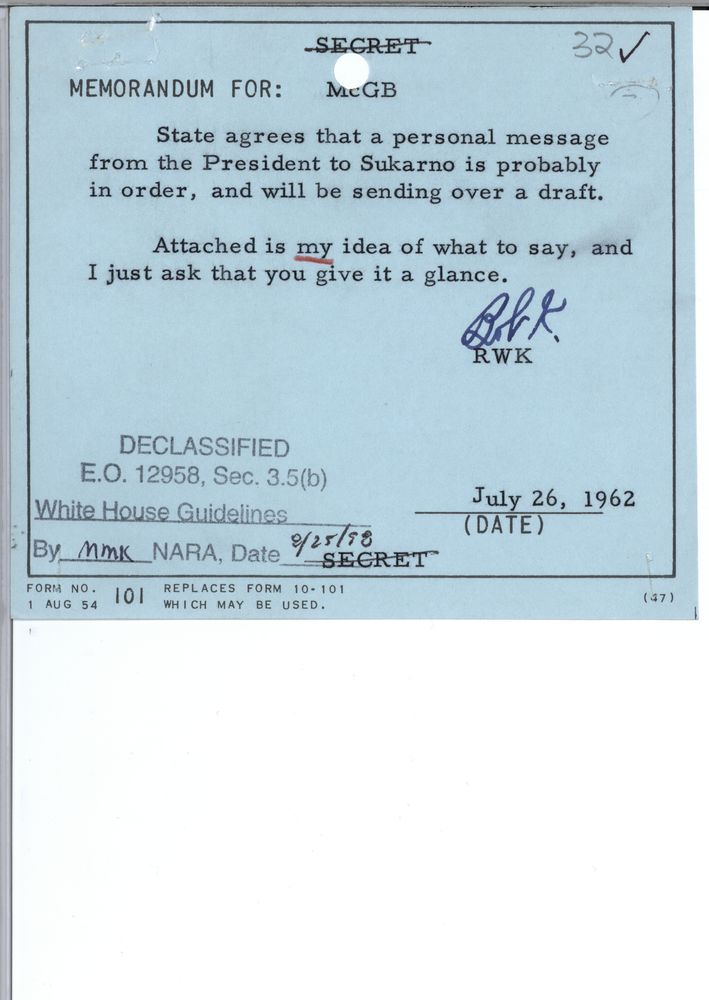 SECRET
32 ✓
MEMORANDUM FOR: McGB
State agrees that a personal message
from the President to Sukarno is probably
in order, and will be sending over a draft.
Attached is my idea of what to say, and
I just ask that you give it a glance.
Bob K.
RWK
DECLASSIFIED
E.O. 12958, Sec. 3.5(b)
White House Guidelines
By MMK NARA, Date 9/25/98
July 26, 1962
(DATE)
SECRET
FORM NO. 101 REPLACES FORM 10-101
1 AUG 54 WHICH MAY BE USED.
(47)